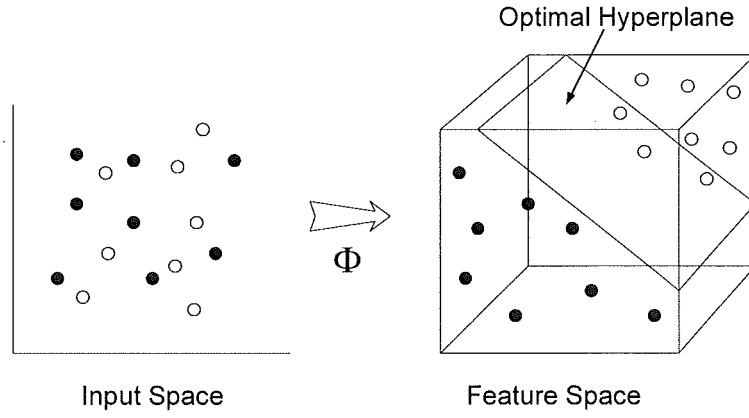 Optimal Hyperplane
Φ
Input Space
Feature Space